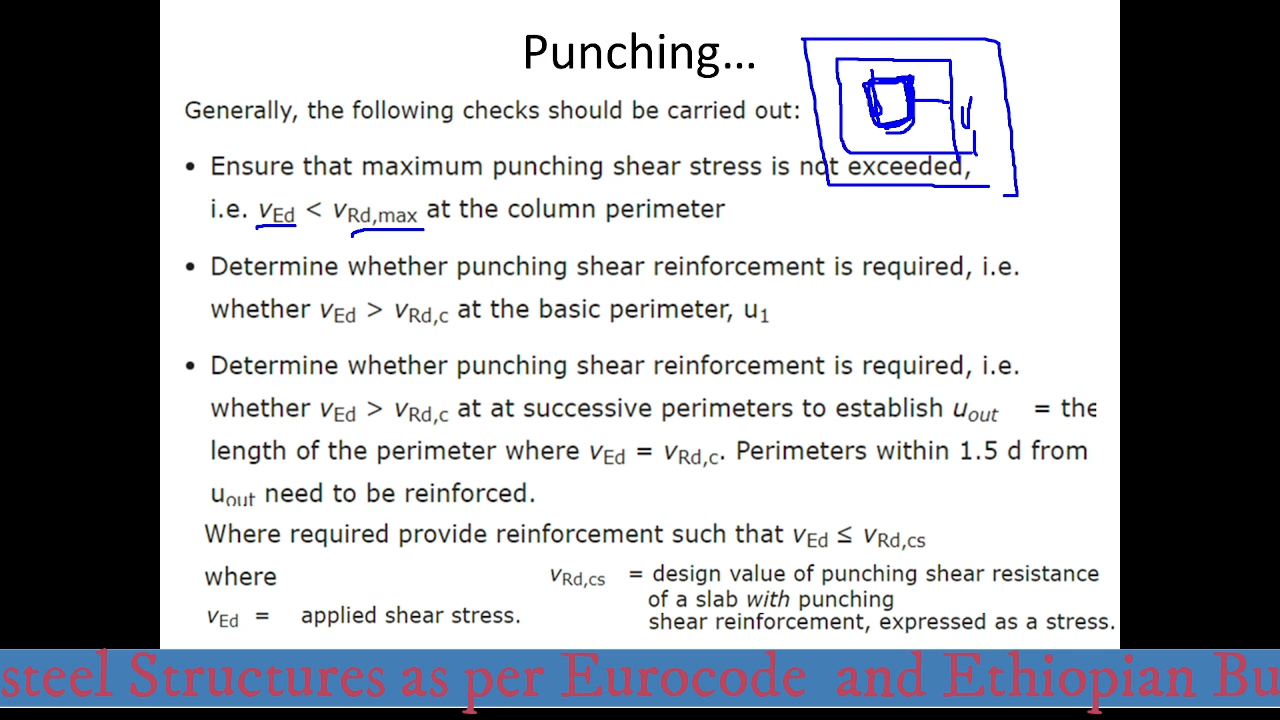 Punching...
Generally, the following checks should be carried out:
• Ensure that maximum punching shear stress is not exceeded,
i.e. vEd < vRd,max at the column perimeter
• Determine whether punching shear reinforcement is required, i.e.
whether vEd > vRd,c at the basic perimeter, u1
• Determine whether punching shear reinforcement is required, i.e.
whether vEd > vRd,c at at successive perimeters to establish uout = the
length of the perimeter where vEd = vRd,c. Perimeters within 1.5 d from
uout need to be reinforced.
Where required provide reinforcement such that vEd ≤ vRd,cs
where
vEd = applied shear stress.
vRd,cs = design value of punching shear resistance
of a slab with punching
shear reinforcement, expressed as a stress.
steel Structures as per Eurocode and Ethiopian Bu